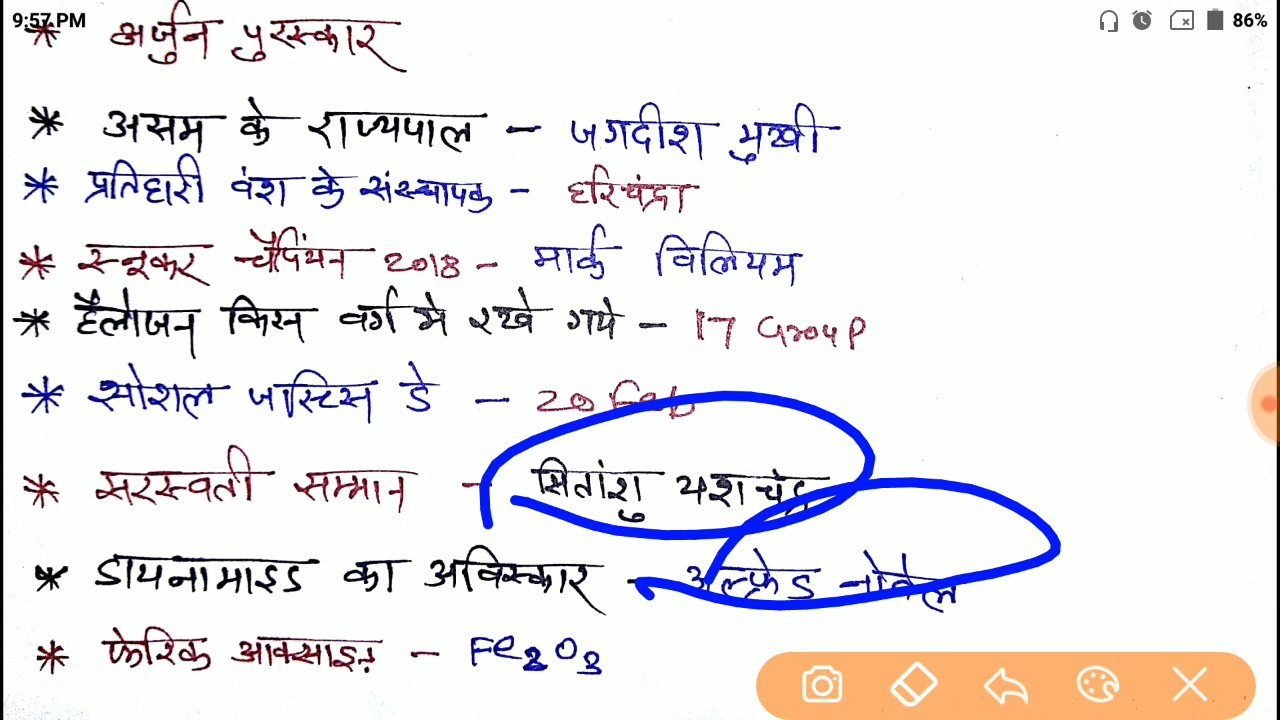 9:57 PM 86%
* अर्जुन पुरस्कार
* असम के राज्यपाल - जगदीश मुखी
* प्रतिहारी वंश के संस्थापक - हरिचंद्रा
* स्नूकर चैपिंयन 2018 - मार्क विलियम
* हैलोजन किस वर्ग मे रखे गये - 17 Group
* सोशल जास्टिस डे - 20 Feb
* सरस्वती सम्मान - सितांशु यशचंद्र
* डायनामाइड का अविस्कार - अल्फ्रेड नोबेल
* फेरिक आक्साइड - Fe2O3